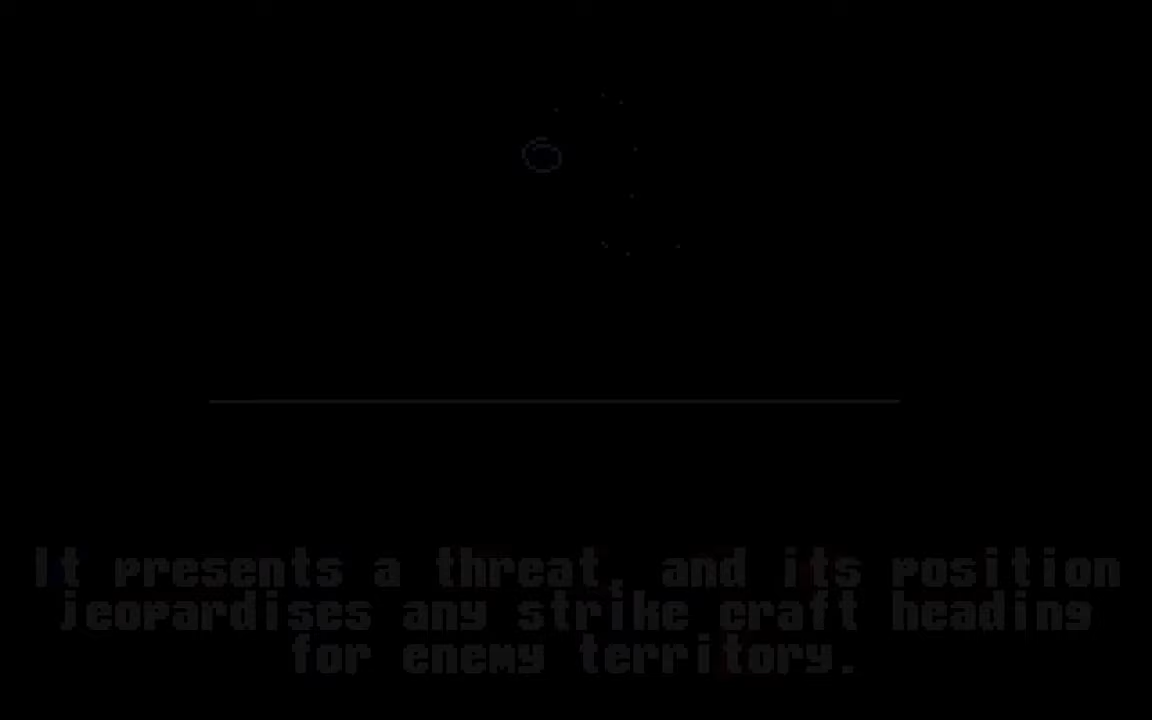 It presents a threat, and its position
jeopardises any strike craft heading
for enemy territory.